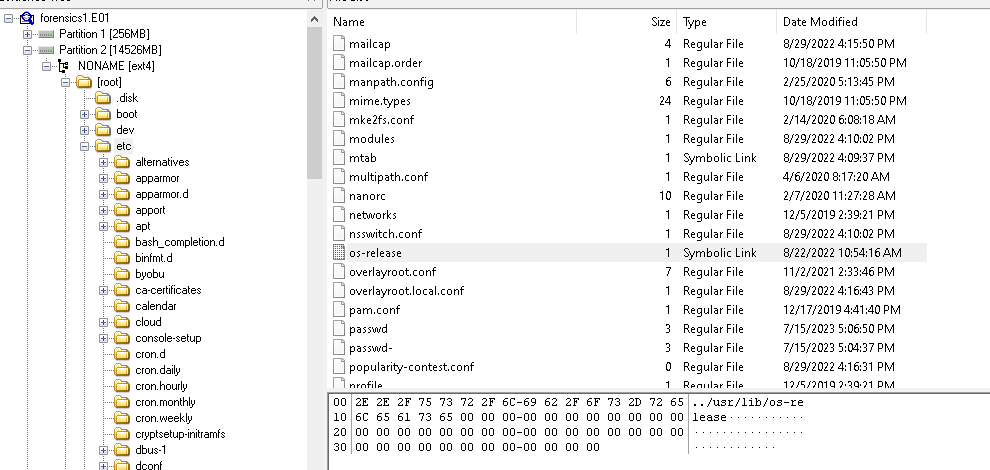 forensics1.E01
Partition 1 [256MB]
Partition 2 [14526MB]
NONAME [ext4]
[root]
.disk
boot
dev
etc
alternatives
apparmor
apparmor.d
apport
apt
bash_completion.d
binfmt.d
byobu
ca-certificates
calendar
cloud
console-setup
cron.d
cron.daily
cron.hourly
cron.monthly
cron.weekly
cryptsetup-initramfs
dbus-1
dconf
Name Size Type Date Modified
mailcap 4 Regular File 8/29/2022 4:15:50 PM
mailcap.order 1 Regular File 10/18/2019 11:05:50 PM
manpath.config 6 Regular File 2/25/2020 5:13:45 PM
mime.types 24 Regular File 10/18/2019 11:05:50 PM
mke2fs.conf 1 Regular File 2/14/2020 6:08:18 AM
modules 1 Regular File 8/29/2022 4:10:02 PM
mtab 1 Symbolic Link 8/29/2022 4:09:37 PM
multipath.conf 1 Regular File 4/6/2020 8:17:20 AM
nanorc 10 Regular File 2/7/2020 11:27:28 AM
networks 1 Regular File 12/5/2019 2:39:21 PM
nsswitch.conf 1 Regular File 8/29/2022 4:10:02 PM
os-release 1 Symbolic Link 8/22/2022 10:54:16 AM
overlayroot.conf 7 Regular File 11/2/2021 2:33:46 PM
overlayroot.local.conf 1 Regular File 8/29/2022 4:16:43 PM
pam.conf 1 Regular File 12/17/2019 4:41:40 PM
passwd 3 Regular File 7/15/2023 5:06:50 PM
passwd- 3 Regular File 7/15/2023 5:04:37 PM
popularity-contest.conf 0 Regular File 8/29/2022 4:16:31 PM
profile 1 Regular File 12/5/2019 2:39:21 PM
00 2E 2E 2F 75 73 72 2F 6C-69 62 2F 6F 73 2D 72 65 ../usr/lib/os-re
10 6C 65 61 73 65 00 00 00-00 00 00 00 00 00 00 00 lease···········
20 00 00 00 00 00 00 00 00-00 00 00 00 00 00 00 00 ················
30 00 00 00 00 00 00 00 00-00 00 00 00 ············